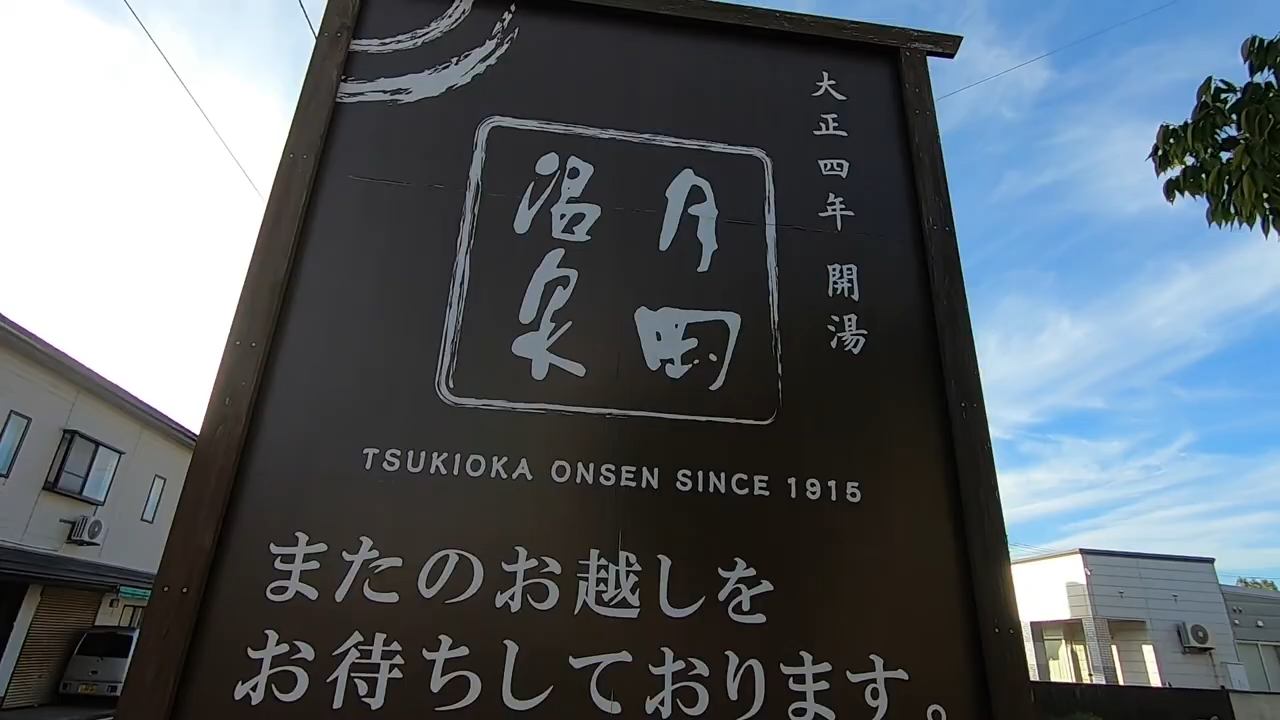 大正四年 開湯
月岡
温泉
TSUKIOKA ONSEN SINCE 1915
またのお越しを
お待ちしております。